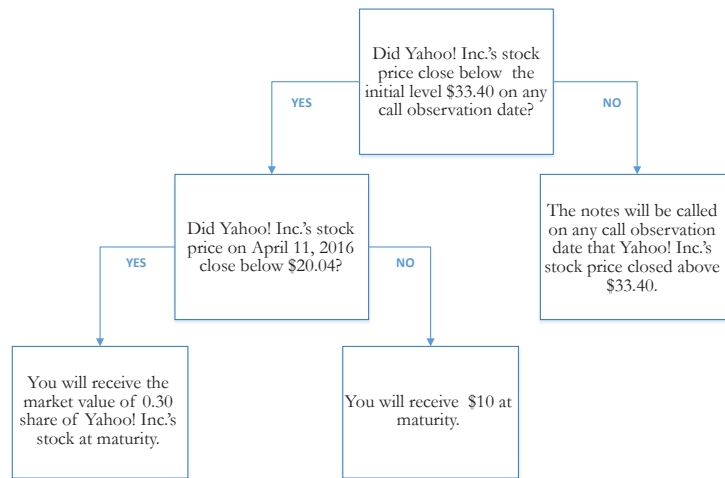 Did Yahoo! Inc.'s stock
price close below the
initial level $33.40 on any
call observation date?
YES
NO
Did Yahoo! Inc.'s stock
price on April 11, 2016
close below $20.04?
The notes will be called
on any call observation
date that Yahoo! Inc.'s
stock price closed above
$33.40.
YES
NO
You will receive the
market value of 0.30
share of Yahoo! Inc.'s
stock at maturity.
You will receive $10 at
maturity.